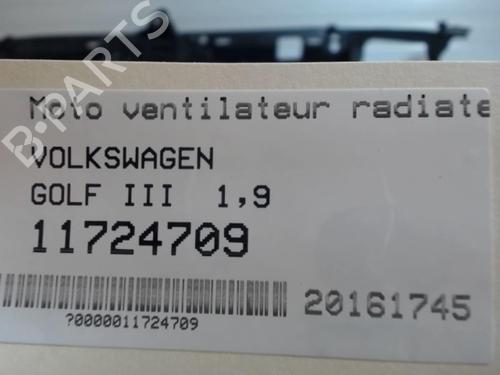 Moto ventilateur radiate
VOLKSWAGEN
GOLF III 1,9
11724709
20161745
?0000011724709
B-PARTS